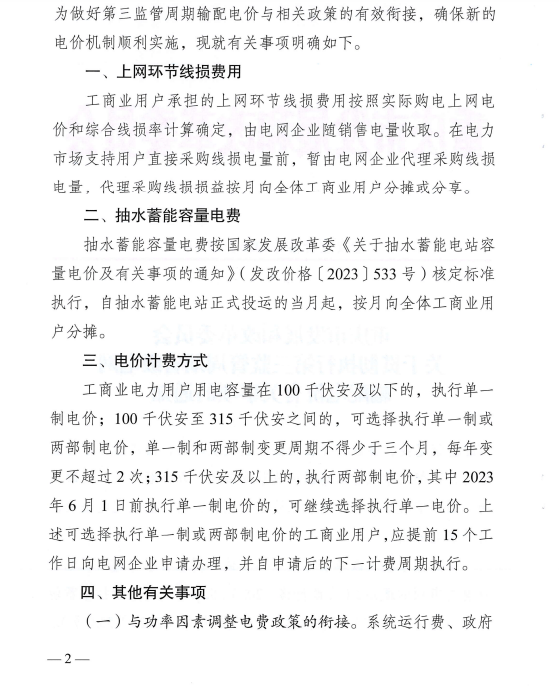 为做好第三监管周期输配电价与相关政策的有效衔接，确保新的
电价机制顺利实施，现就有关事项明确如下。
一、上网环节线损费用
工商业用户承担的上网环节线损费用按照实际购电上网电
价和综合线损率计算确定，由电网企业随销售电量收取。在电力
市场支持用户直接采购线损电量前，暂由电网企业代理采购线损
电量，代理采购线损损益按月向全体工商业用户分摊或分享。
二、抽水蓄能容量电费
抽水蓄能容量电费按国家发展改革委《关于抽水蓄能电站容
量电价及有关事项的通知》（发改价格〔2023〕533号）核定标准
执行，自抽水蓄能电站正式投运的当月起，按月向全体工商业用
户分摊。
三、电价计费方式
工商业电力用户用电容量在100千伏安及以下的，执行单一
制电价；100千伏安至315千伏安之间的，可选择执行单一制或
两部制电价，单一制和两部制变更周期不得少于三个月，每年变
更不超过2次；315千伏安及以上的，执行两部制电价，其中2023
年6月1日前执行单一制电价的，可继续选择执行单一电价。上
述可选择执行单一制或两部制电价的工商业用户，应提前15个工
作日向电网企业申请办理，并自申请后的下一计费周期执行。
四、其他有关事项
（一）与功率因素调整电费政策的衔接。系统运行费、政府
—2—